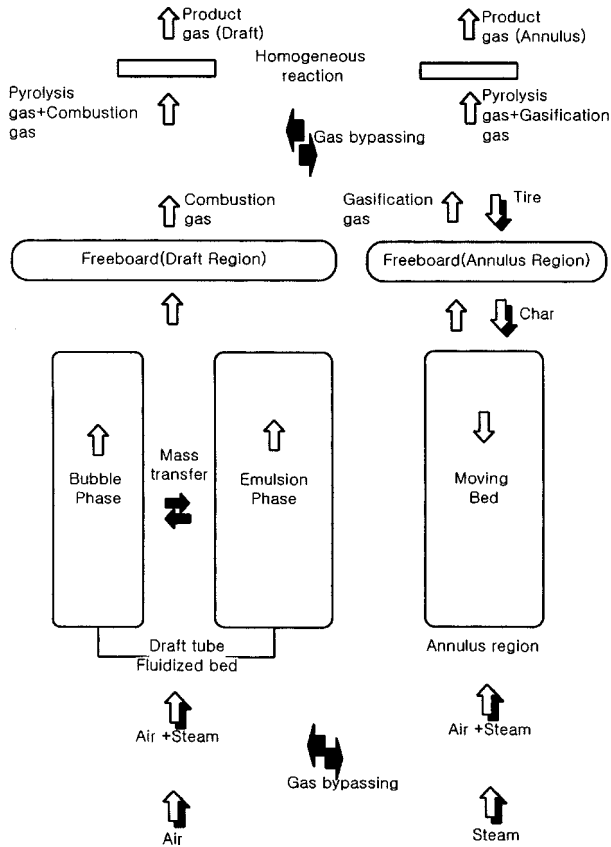 Product
gas (Draft)
Product
gas (Annulus)
Homogeneous
reaction
Pyrolysis
gas+Combustion
gas
Pyrolysis
gas+Gasification
gas
Gas bypassing
Combustion
gas
Gasification
gas
Tire
Freeboard(Draft Region)
Freeboard(Annulus Region)
Char
Mass
transfer
Bubble
Phase
Emulsion
Phase
Moving
Bed
Draft tube
Fluidized bed
Annulus region
Air +Steam
Air +Steam
Gas bypassing
Air
Steam